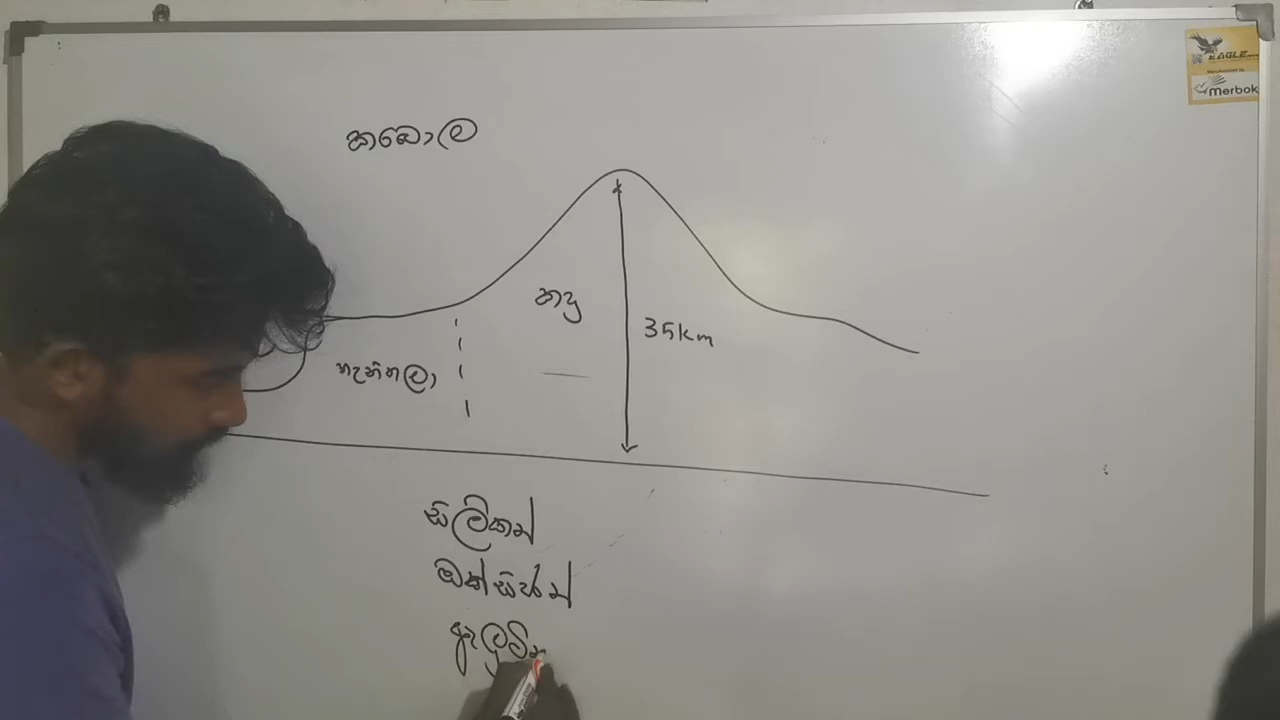 කබොල
කඳු
35km
තැනිතලා
සිලිකන්
ඔක්සිජන්
ඇලුමින
EAGLE
Merbok